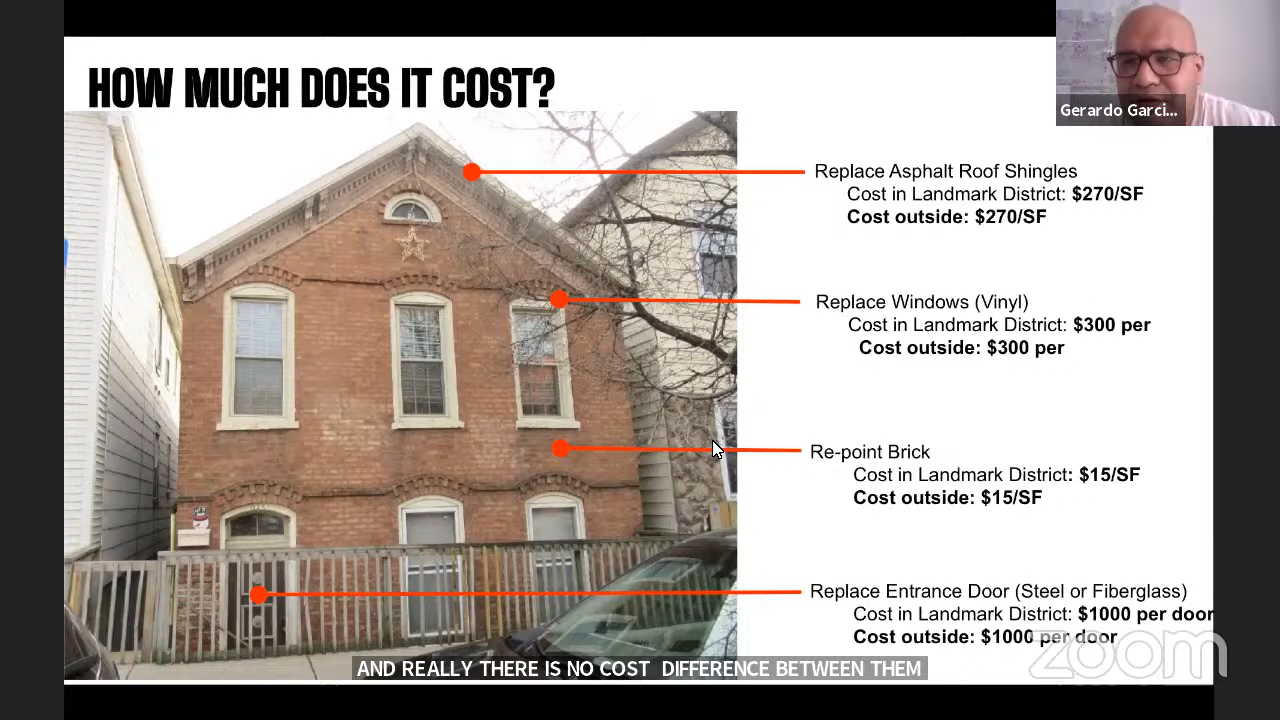 HOW MUCH DOES IT COST?
Gerardo Garci...
Replace Asphalt Roof Shingles
Cost in Landmark District: $270/SF
Cost outside: $270/SF
Replace Windows (Vinyl)
Cost in Landmark District: $300 per
Cost outside: $300 per
Re-point Brick
Cost in Landmark District: $15/SF
Cost outside: $15/SF
Replace Entrance Door (Steel or Fiberglass)
Cost in Landmark District: $1000 per door
Cost outside: $1000 per door
zoom
AND REALLY THERE IS NO COST DIFFERENCE BETWEEN THEM